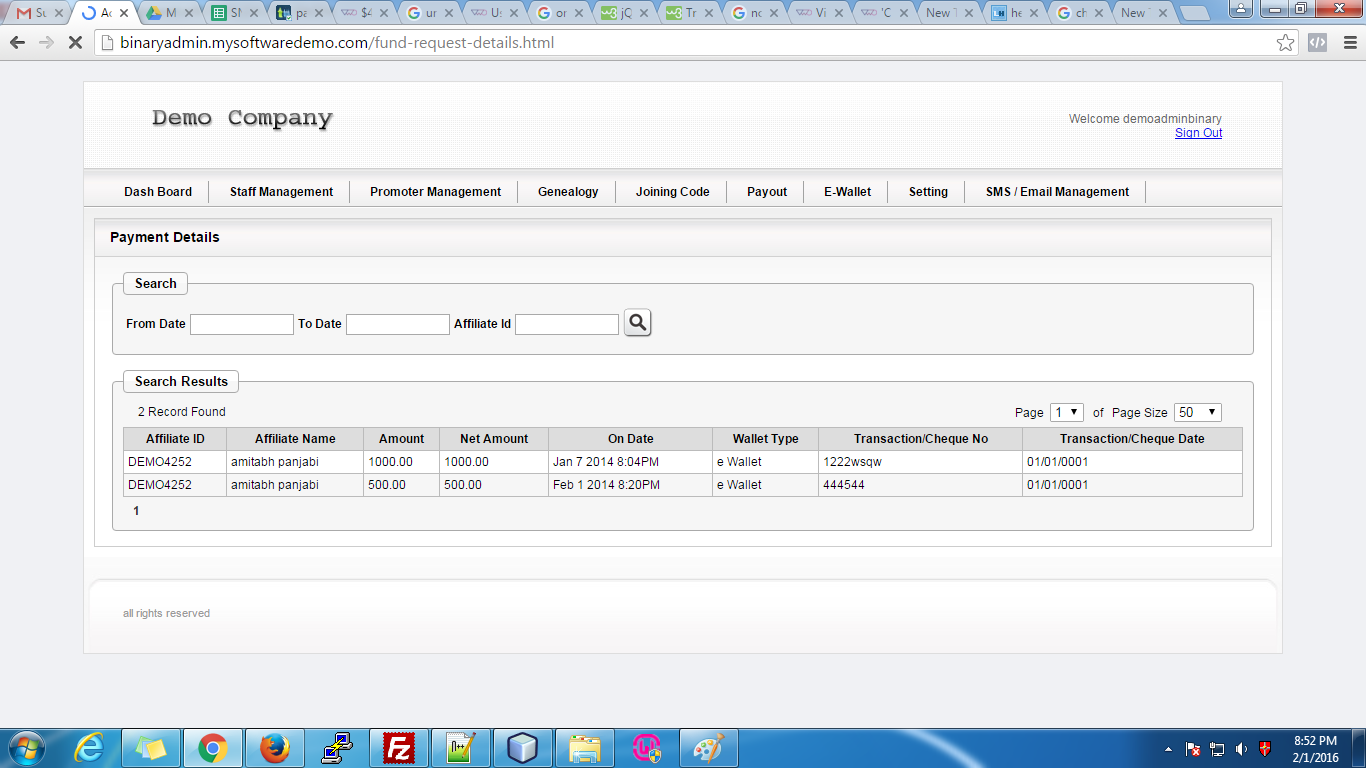 Su Ac M SM pa $4 ur Us or jQ Tr no Vi 'C New T he ch New
binaryadmin.mysoftwaredemo.com/fund-request-details.html
Demo Company
Welcome demoadminbinary
Sign Out
Dash Board Staff Management Promoter Management Genealogy Joining Code Payout E-Wallet Setting SMS / Email Management
Payment Details
Search
From Date To Date Affiliate Id
Search Results
2 Record Found Page 1 of Page Size 50
Affiliate ID Affiliate Name Amount Net Amount On Date Wallet Type Transaction/Cheque No Transaction/Cheque Date
DEMO4252 amitabh panjabi 1000.00 1000.00 Jan 7 2014 8:04PM e Wallet 1222wsqw 01/01/0001
DEMO4252 amitabh panjabi 500.00 500.00 Feb 1 2014 8:20PM e Wallet 444544 01/01/0001
1
all rights reserved
8:52 PM
2/1/2016